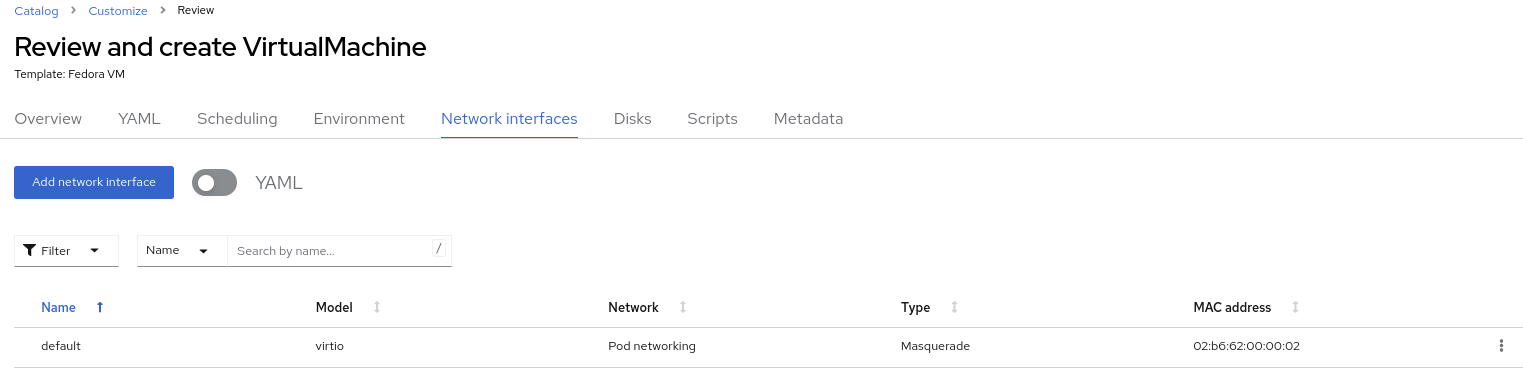 Catalog > Customize > Review
Review and create VirtualMachine
Template: Fedora VM
Overview YAML Scheduling Environment Network interfaces Disks Scripts Metadata
Add network interface YAML
Filter Name Search by name... /
Name Model Network Type MAC address
default virtio Pod networking Masquerade 02:b6:62:00:00:02